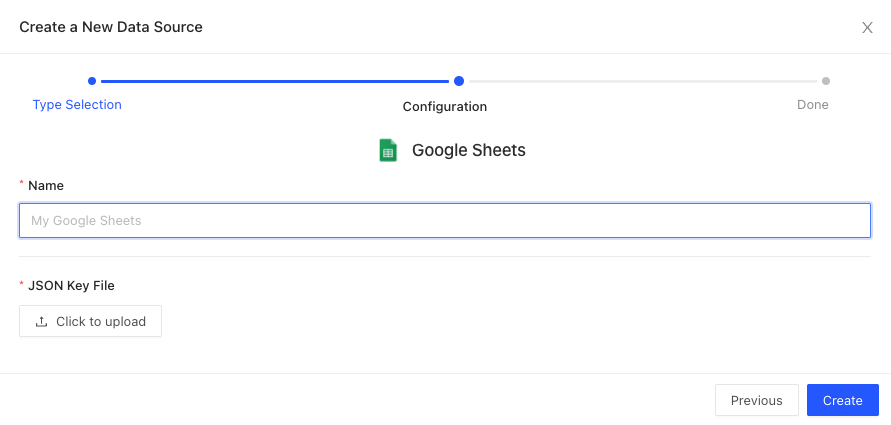 Create a New Data Source
Type Selection
Configuration
Done
Google Sheets
* Name
My Google Sheets
* JSON Key File
Click to upload
Previous
Create